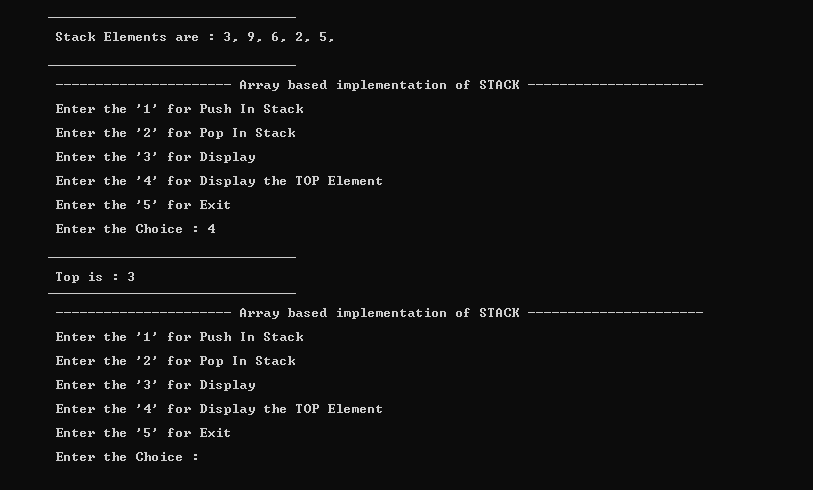 Stack Elements are : 3, 9, 6, 2, 5,
---------------------- Array based implementation of STACK ----------------------
Enter the '1' for Push In Stack
Enter the '2' for Pop In Stack
Enter the '3' for Display
Enter the '4' for Display the TOP Element
Enter the '5' for Exit
Enter the Choice : 4
Top is : 3
---------------------- Array based implementation of STACK ----------------------
Enter the '1' for Push In Stack
Enter the '2' for Pop In Stack
Enter the '3' for Display
Enter the '4' for Display the TOP Element
Enter the '5' for Exit
Enter the Choice :